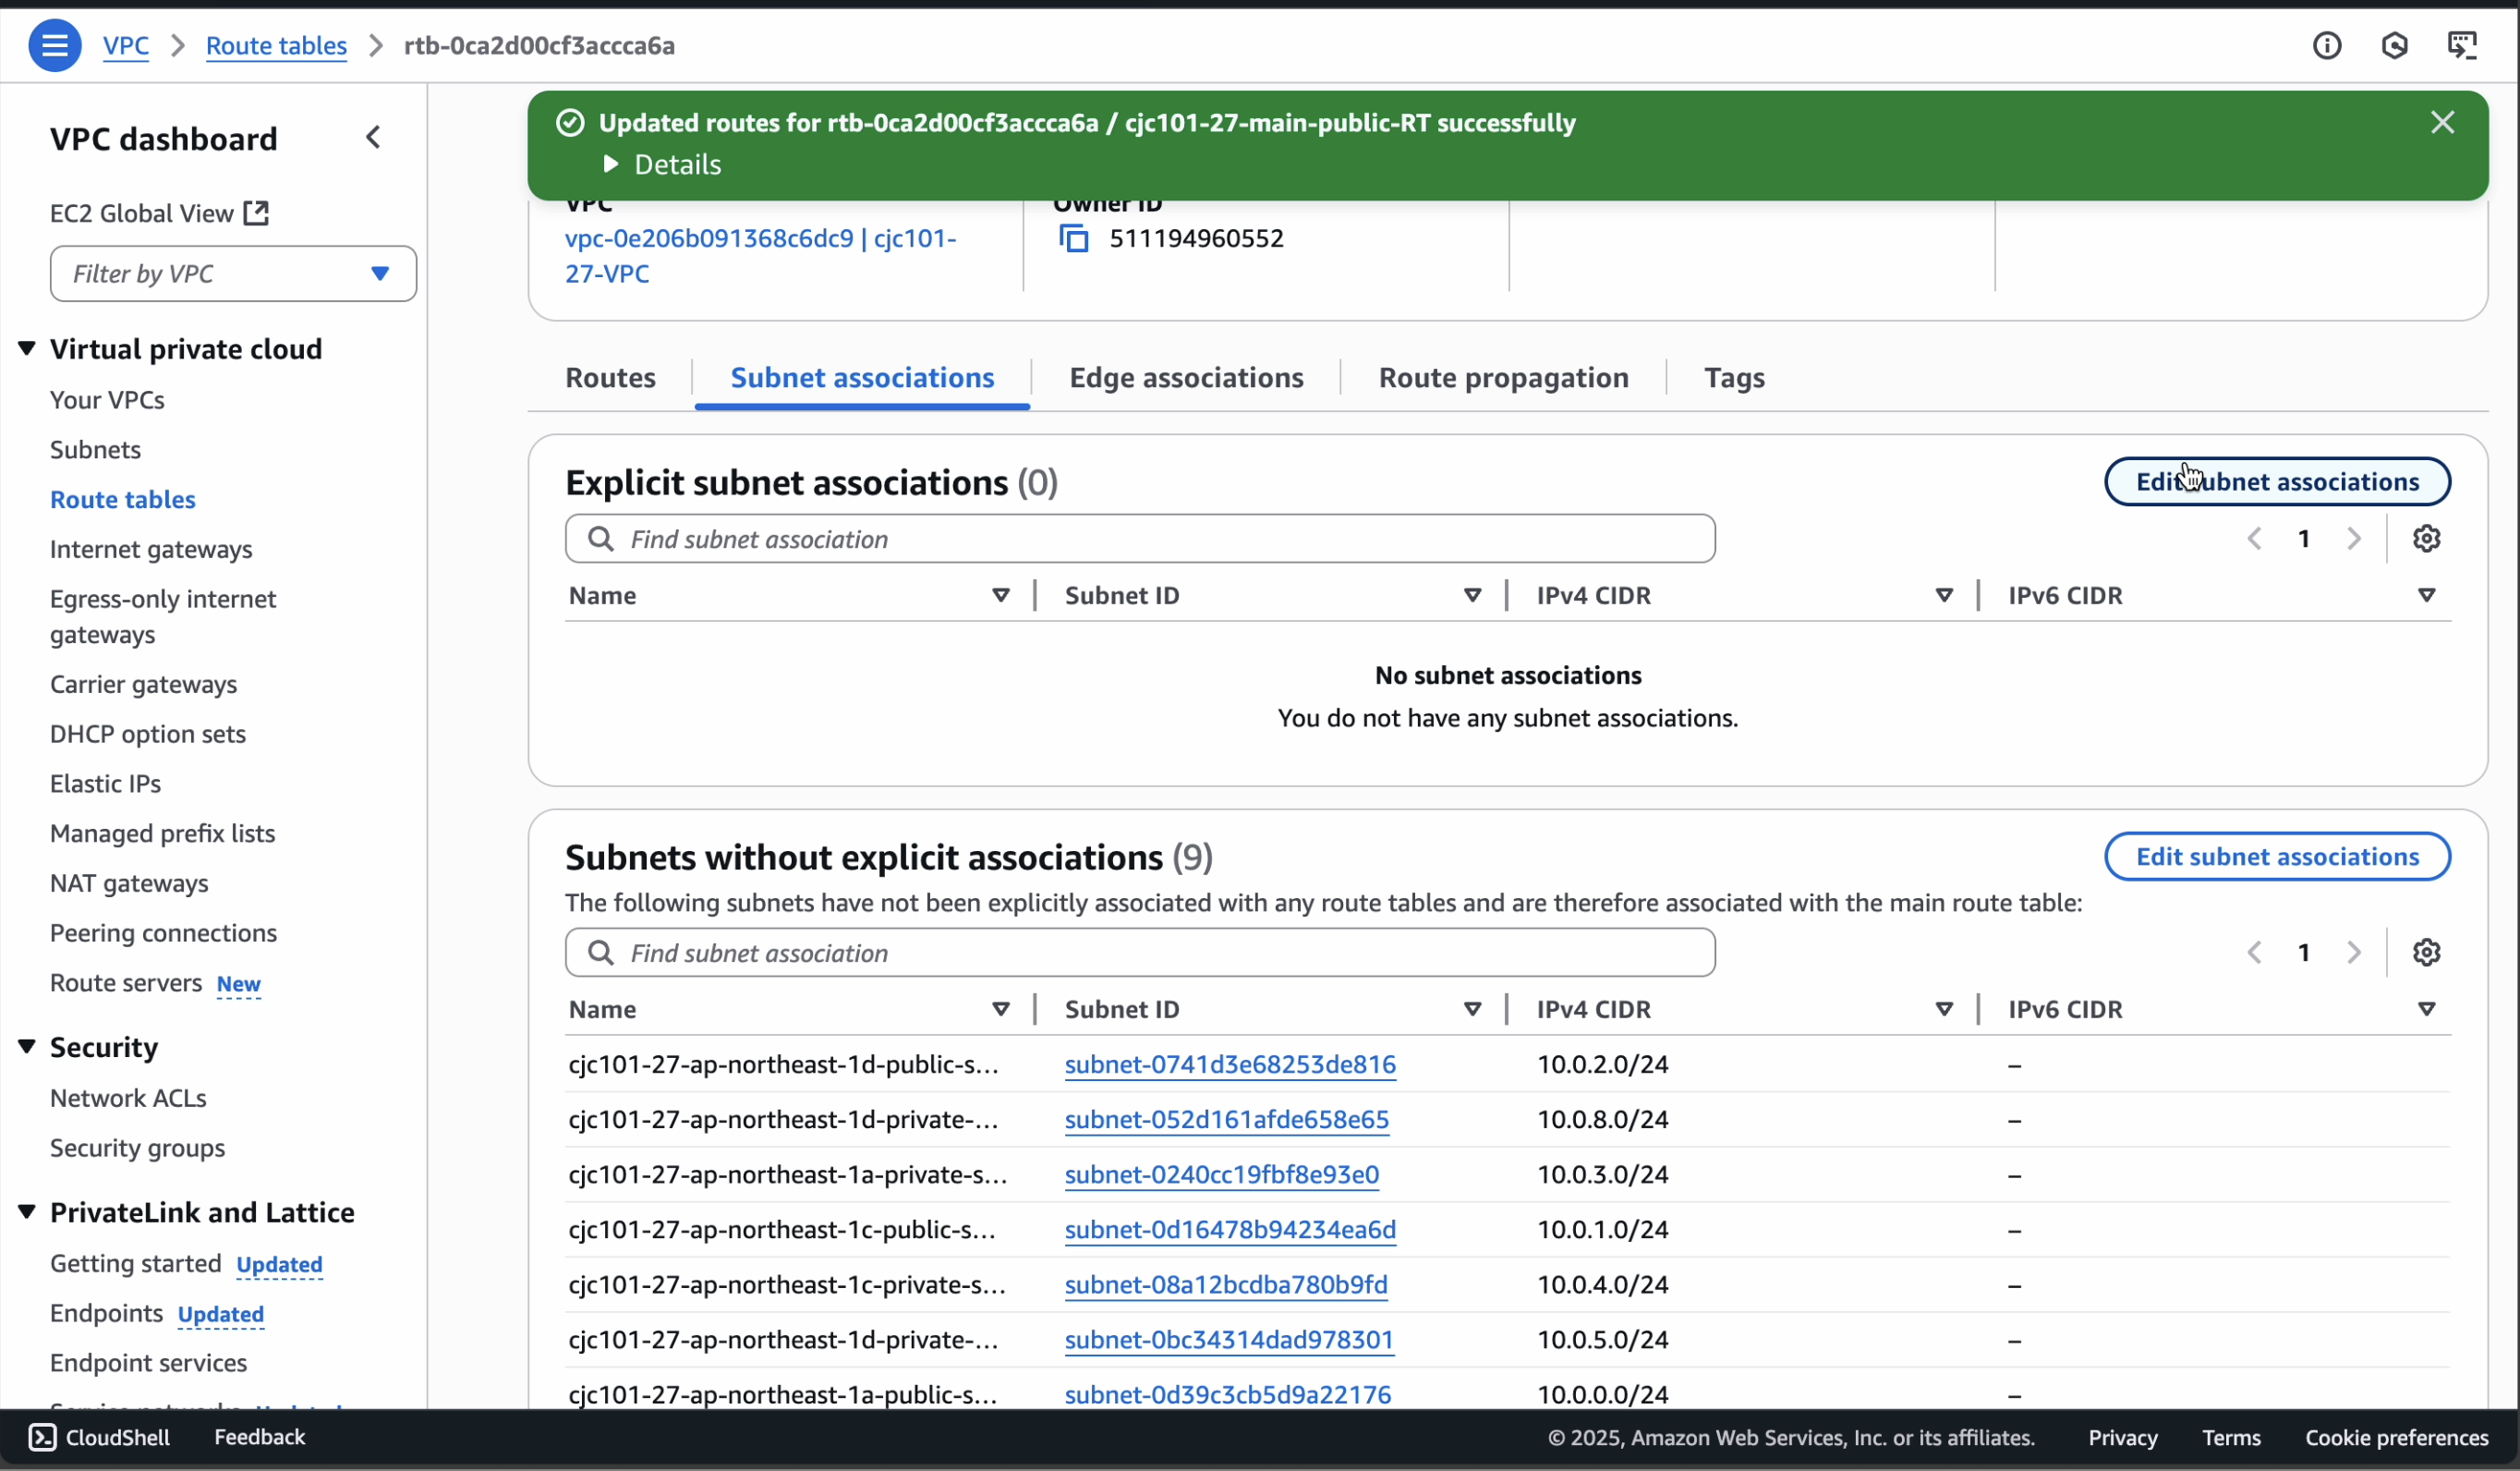 VPC > Route tables > rtb-0ca2d00cf3accca6a
VPC dashboard
EC2 Global View
Filter by VPC
Virtual private cloud
Your VPCs
Subnets
Route tables
Internet gateways
Egress-only internet
gateways
Carrier gateways
DHCP option sets
Elastic IPs
Managed prefix lists
NAT gateways
Peering connections
Route servers New
Security
Network ACLs
Security groups
PrivateLink and Lattice
Getting started Updated
Endpoints Updated
Endpoint services
Service networks Updated
Updated routes for rtb-0ca2d00cf3accca6a / cjc101-27-main-public-RT successfully
Details
VPC Owner ID
vpc-0e206b091368c6dc9 | cjc101- 511194960552
27-VPC
Routes Subnet associations Edge associations Route propagation Tags
Explicit subnet associations (0) Edit subnet associations
Find subnet association 1
Name Subnet ID IPv4 CIDR IPv6 CIDR
No subnet associations
You do not have any subnet associations.
Subnets without explicit associations (9) Edit subnet associations
The following subnets have not been explicitly associated with any route tables and are therefore associated with the main route table:
Find subnet association 1
Name Subnet ID IPv4 CIDR IPv6 CIDR
cjc101-27-ap-northeast-1d-public-s... subnet-0741d3e68253de816 10.0.2.0/24 –
cjc101-27-ap-northeast-1d-private-... subnet-052d161afde658e65 10.0.8.0/24 –
cjc101-27-ap-northeast-1a-private-s... subnet-0240cc19fbf8e93e0 10.0.3.0/24 –
cjc101-27-ap-northeast-1c-public-s... subnet-0d16478b94234ea6d 10.0.1.0/24 –
cjc101-27-ap-northeast-1c-private-s... subnet-08a12bcdba780b9fd 10.0.4.0/24 –
cjc101-27-ap-northeast-1d-private-... subnet-0bc34314dad978301 10.0.5.0/24 –
cjc101-27-ap-northeast-1a-public-s... subnet-0d39c3cb5d9a22176 10.0.0.0/24 –
CloudShell Feedback © 2025, Amazon Web Services, Inc. or its affiliates. Privacy Terms Cookie preferences